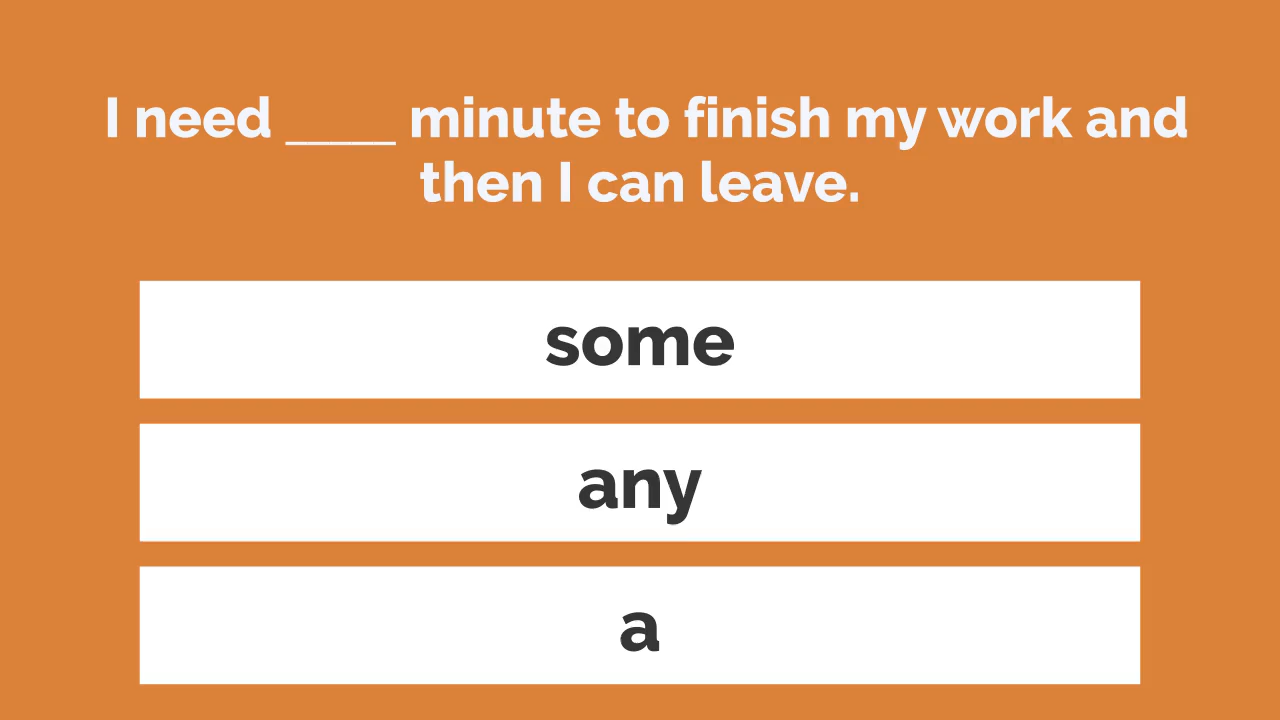 I need ____ minute to finish my work and
then I can leave.
some
any
a